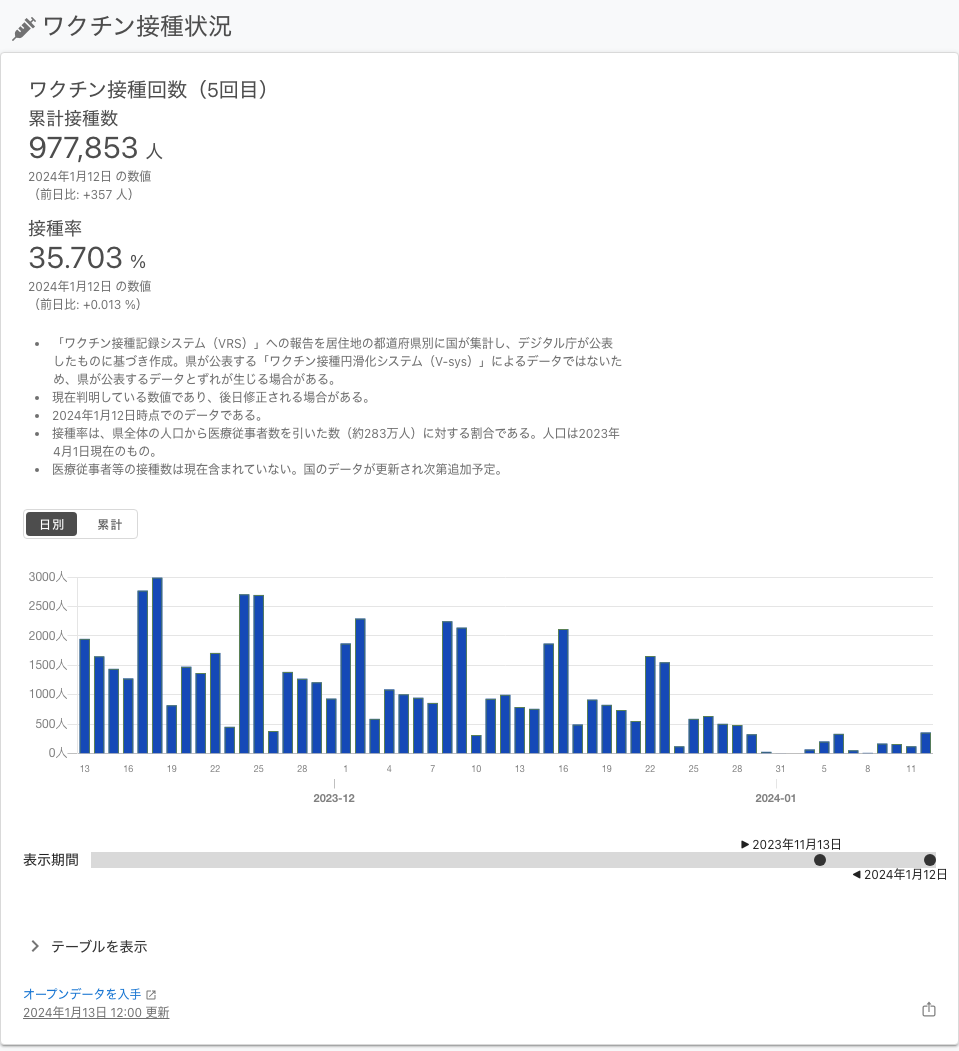 ワクチン接種状況
ワクチン接種回数（5回目）
累計接種数
977,853 人
2024年1月12日 の数値
（前日比: +357 人）
接種率
35.703 %
2024年1月12日 の数値
（前日比: +0.013 %）
• 「ワクチン接種記録システム（VRS）」への報告を居住地の都道府県別に国が集計し、デジタル庁が公表
したものに基づき作成。県が公表する「ワクチン接種円滑化システム（V-sys）」によるデータではないた
め、県が公表するデータとずれが生じる場合がある。
• 現在判明している数値であり、後日修正される場合がある。
• 2024年1月12日時点でのデータである。
• 接種率は、県全体の人口から医療従事者数を引いた数（約283万人）に対する割合である。人口は2023年
4月1日現在のもの。
• 医療従事者等の接種数は現在含まれていない。国のデータが更新され次第追加予定。
日別 累計
3000人
2500人
2000人
1500人
1000人
500人
0人
13 16 19 22 25 28 1 4 7 10 13 16 19 22 25 28 31 5 8 11
2023-12 2024-01
▶ 2023年11月13日
表示期間
◀ 2024年1月12日
テーブルを表示
オープンデータを入手
2024年1月13日 12:00 更新